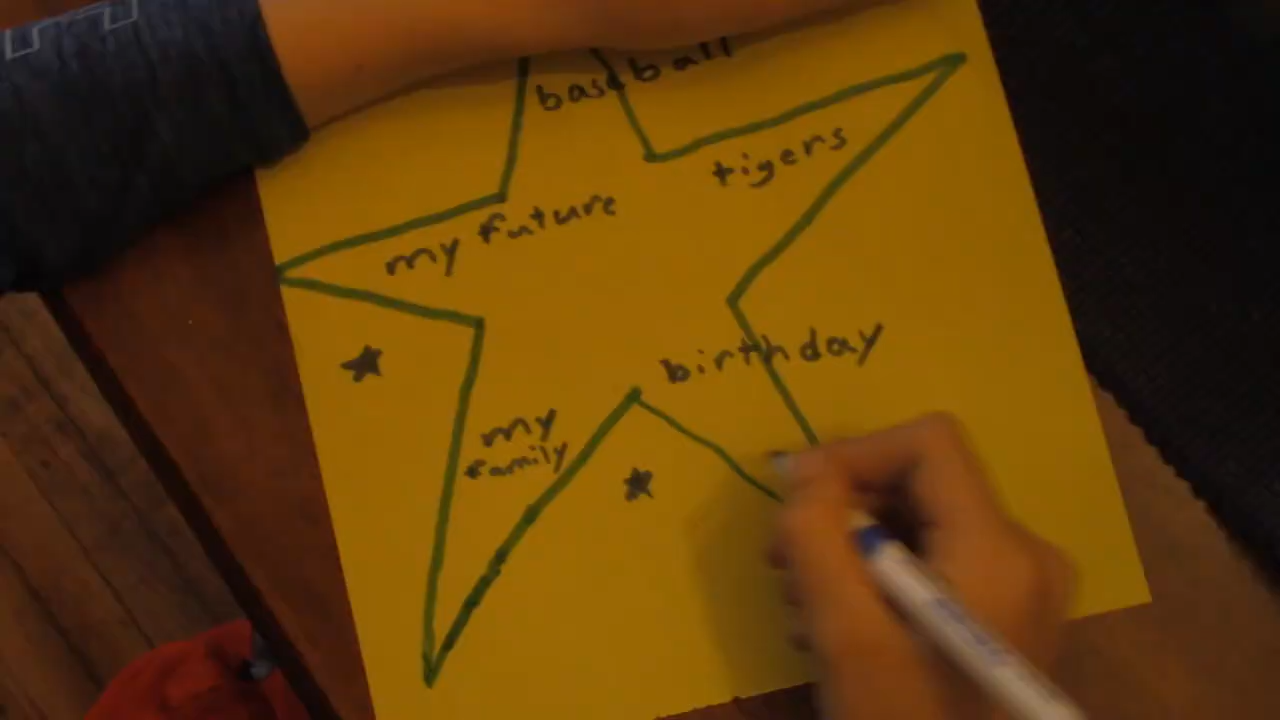 baseball
tigers
my future
birthday
my
family